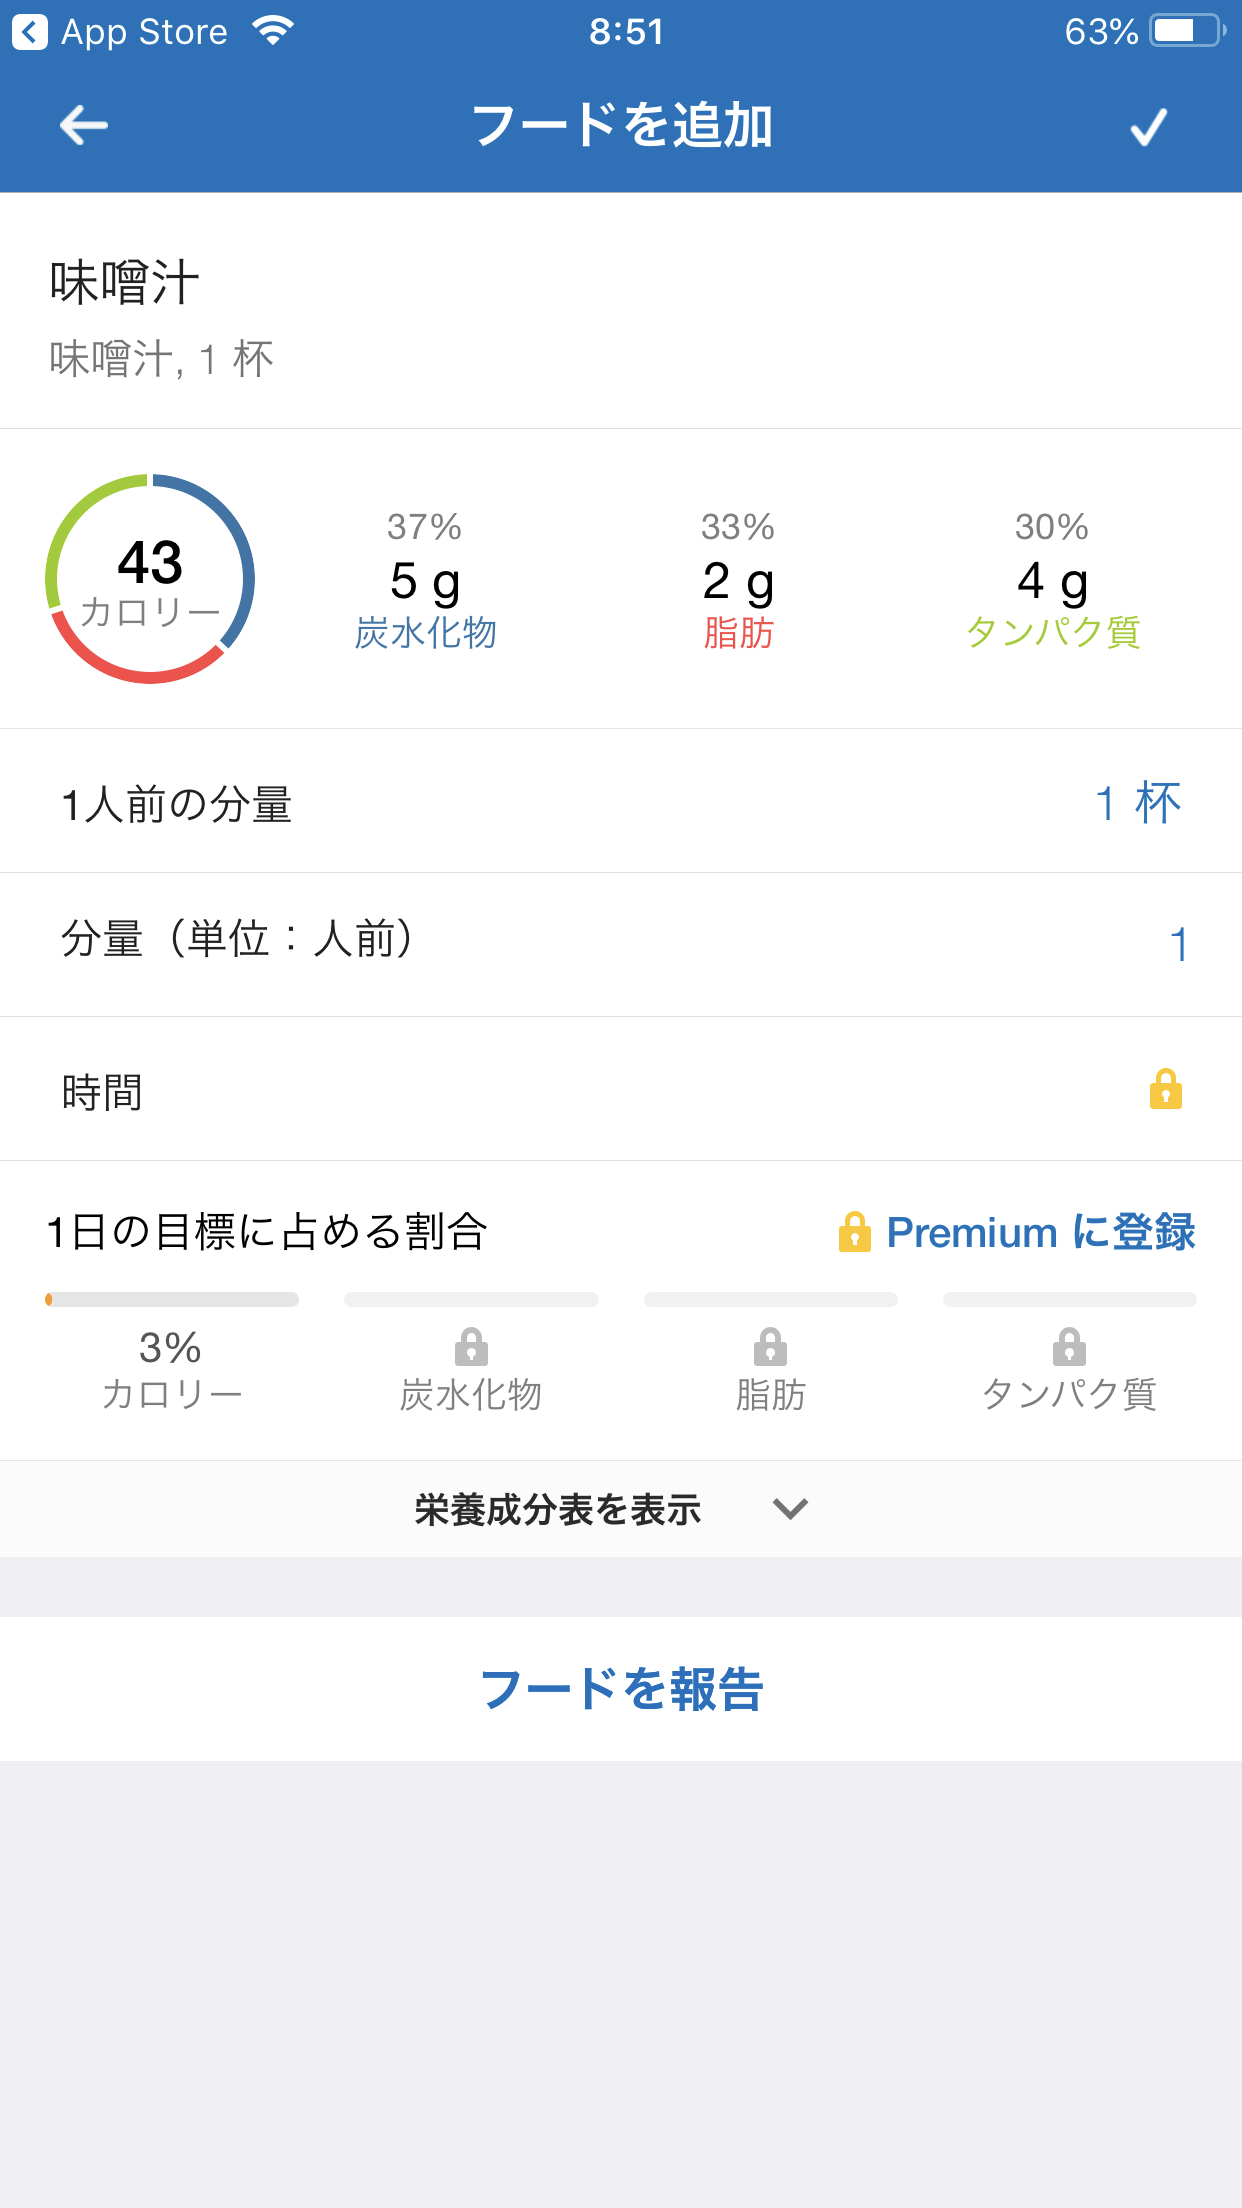 App Store
8:51
63%
フードを追加
味噌汁
味噌汁, 1 杯
43
カロリー
37%
5 g
炭水化物
33%
2 g
脂肪
30%
4 g
タンパク質
1人前の分量
1 杯
分量（単位：人前）
1
時間
1日の目標に占める割合
Premium に登録
3%
カロリー
炭水化物
脂肪
タンパク質
栄養成分表を表示
フードを報告